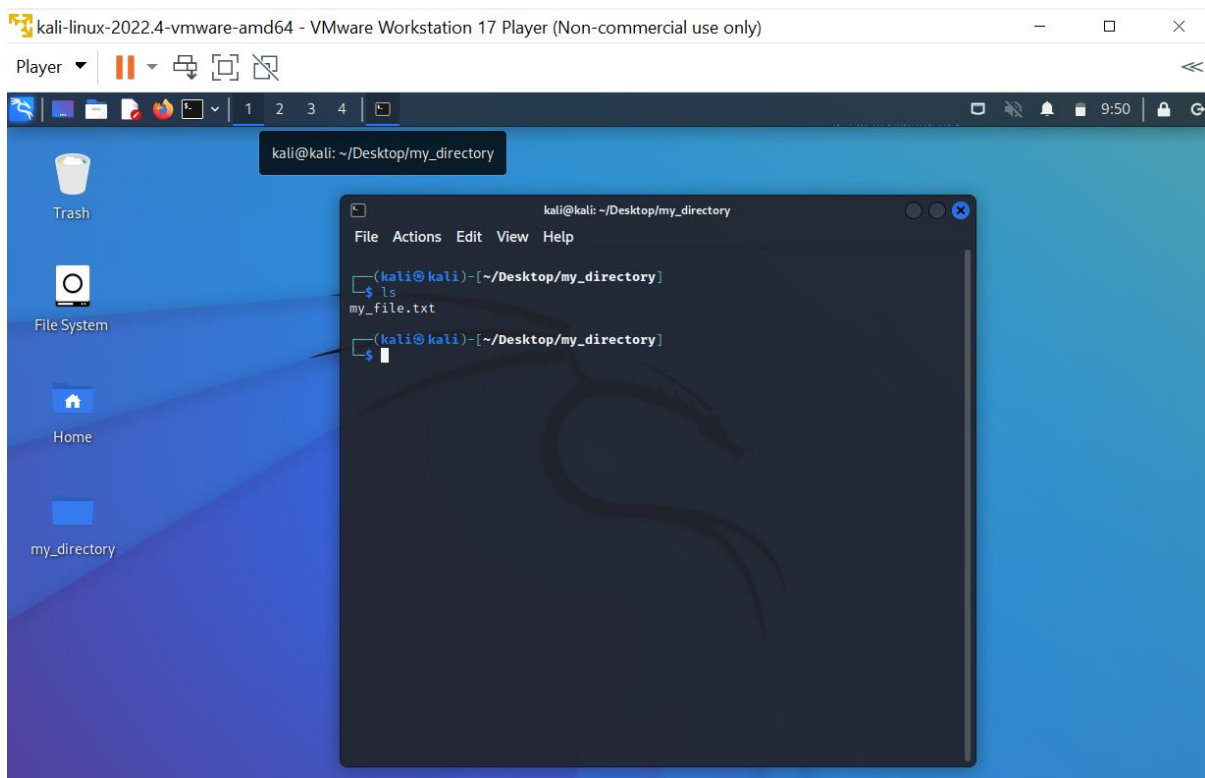 kali-linux-2022.4-vmware-amd64 - VMware Workstation 17 Player (Non-commercial use only)
Player
1 2 3 4 9:50
kali@kali: ~/Desktop/my_directory
Trash
File System
Home
my_directory
kali@kali: ~/Desktop/my_directory
File Actions Edit View Help
┌──(kali㉿kali)-[~/Desktop/my_directory]
└─$ ls
my_file.txt
┌──(kali㉿kali)-[~/Desktop/my_directory]
└─$